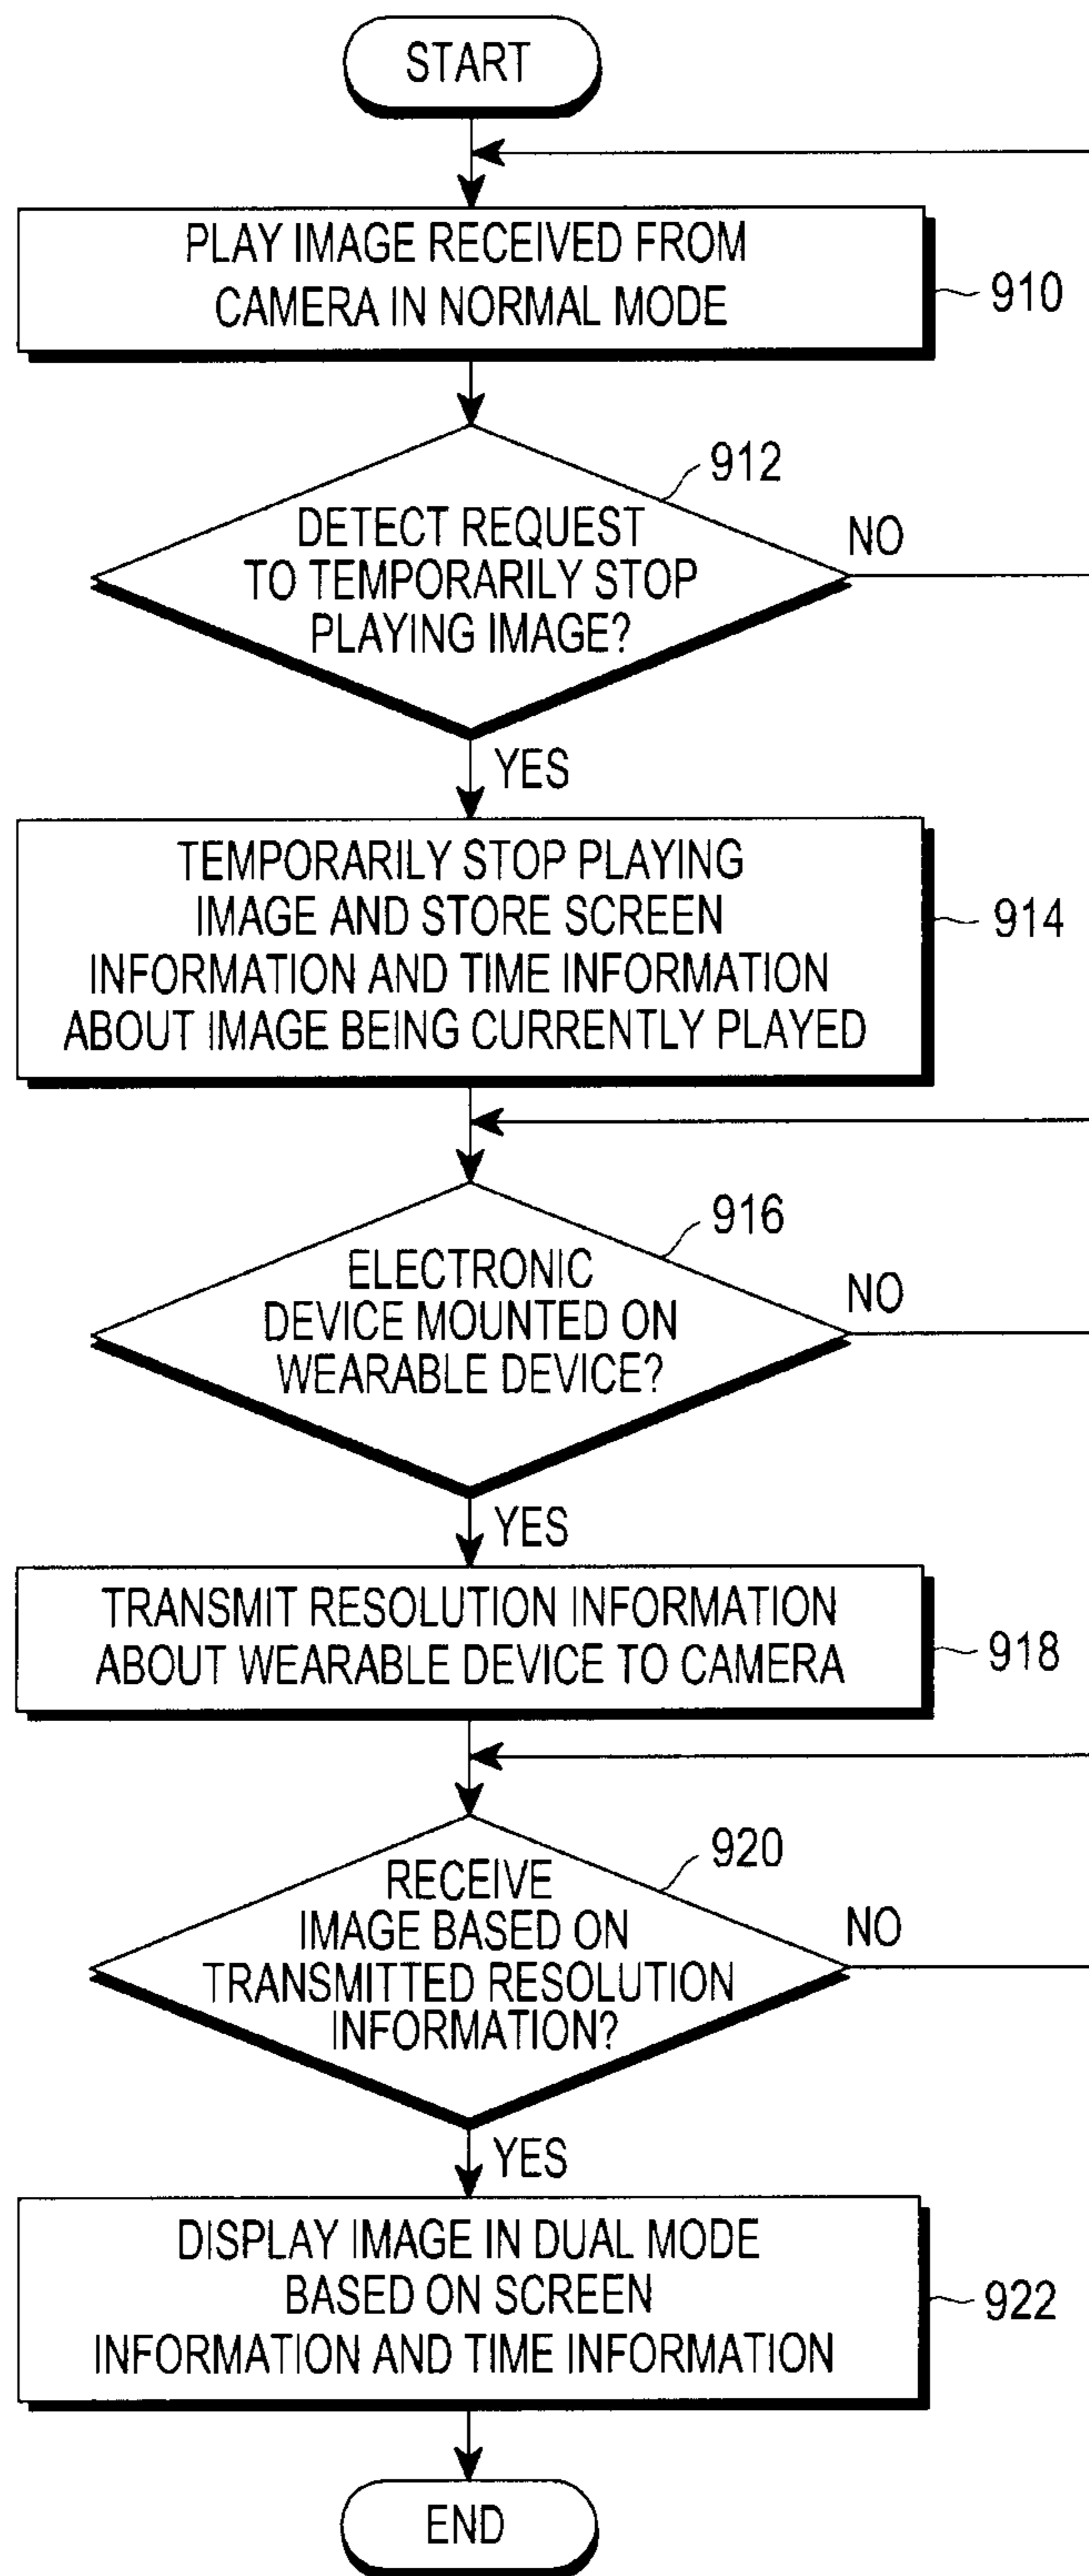 START
PLAY IMAGE RECEIVED FROM
CAMERA IN NORMAL MODE
910
912
DETECT REQUEST
TO TEMPORARILY STOP
PLAYING IMAGE?
NO
YES
TEMPORARILY STOP PLAYING
IMAGE AND STORE SCREEN
INFORMATION AND TIME INFORMATION
ABOUT IMAGE BEING CURRENTLY PLAYED
914
916
ELECTRONIC
DEVICE MOUNTED ON
WEARABLE DEVICE?
NO
YES
TRANSMIT RESOLUTION INFORMATION
ABOUT WEARABLE DEVICE TO CAMERA
918
920
RECEIVE
IMAGE BASED ON
TRANSMITTED RESOLUTION
INFORMATION?
NO
YES
DISPLAY IMAGE IN DUAL MODE
BASED ON SCREEN
INFORMATION AND TIME INFORMATION
922
END